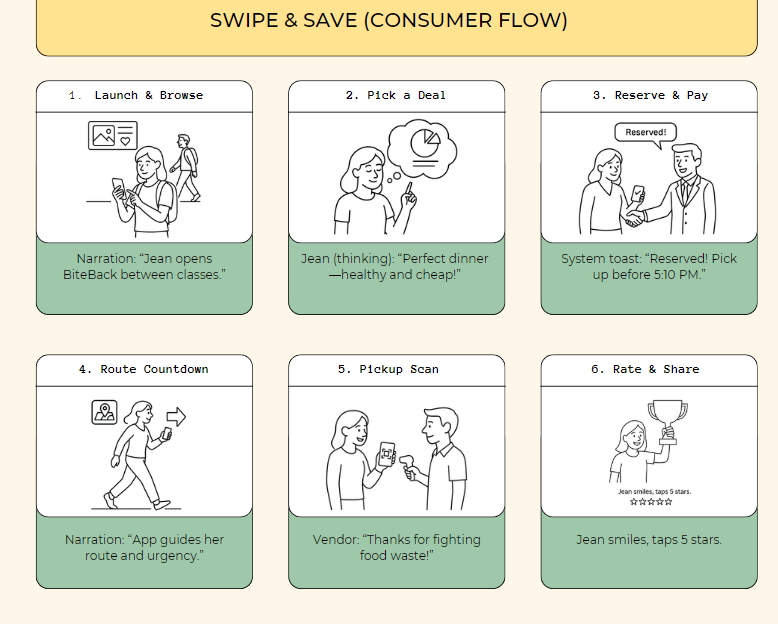 SWIPE & SAVE (CONSUMER FLOW)
1. Launch & Browse
2. Pick a Deal
3. Reserve & Pay
Reserved!
Narration: “Jean opens
BiteBack between classes.”
Jean (thinking): “Perfect dinner
—healthy and cheap!”
System toast: “Reserved! Pick
up before 5:10 PM.”
4. Route Countdown
5. Pickup Scan
6. Rate & Share
Jean smiles, taps 5 stars.
Narration: “App guides her
route and urgency.”
Vendor: “Thanks for fighting
food waste!”
Jean smiles, taps 5 stars.